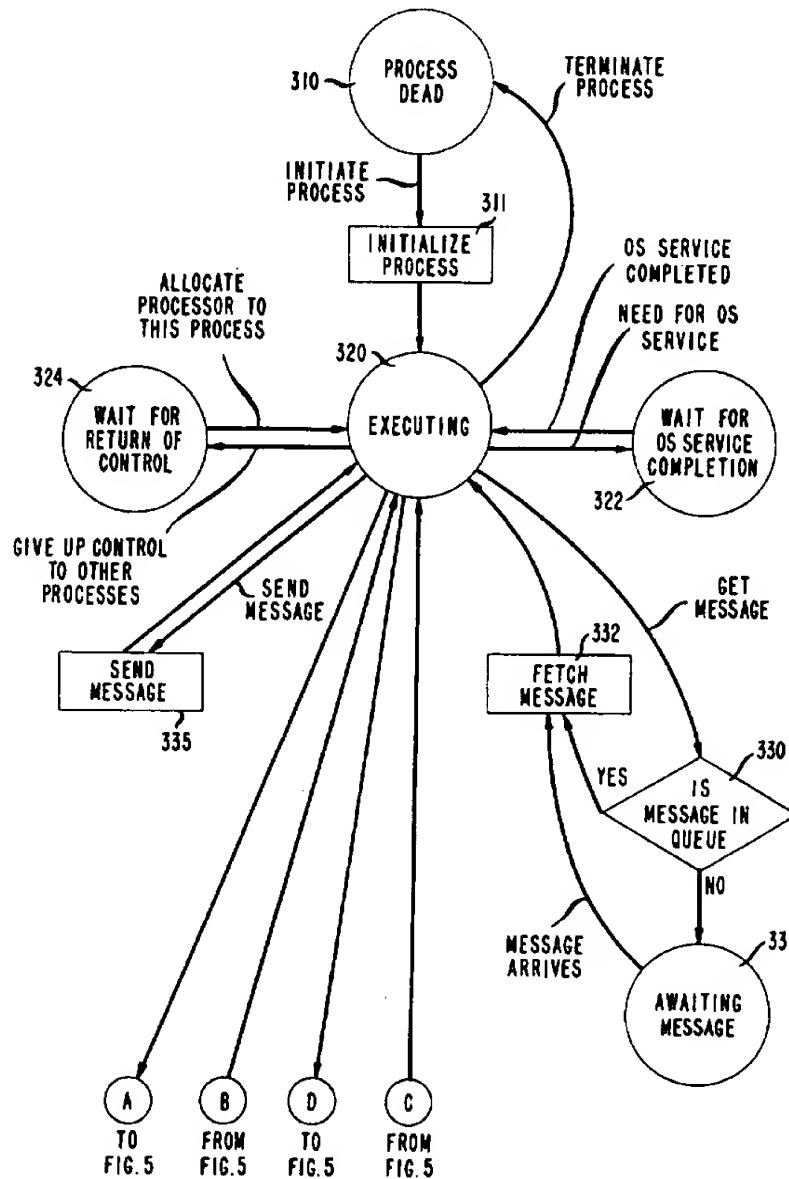 310
PROCESS
DEAD
TERMINATE
PROCESS
INITIATE
PROCESS
311
INITIALIZE
PROCESS
OS SERVICE
COMPLETED
NEED FOR OS
SERVICE
ALLOCATE
PROCESSOR TO
THIS PROCESS
320
324
WAIT FOR
RETURN OF
CONTROL
EXECUTING
WAIT FOR
OS SERVICE
COMPLETION
322
GIVE UP CONTROL
TO OTHER
PROCESSES
SEND
MESSAGE
GET
MESSAGE
SEND
MESSAGE
335
332
FETCH
MESSAGE
330
YES
IS
MESSAGE IN
QUEUE
NO
MESSAGE
ARRIVES
33
AWAITING
MESSAGE
A
TO
FIG.5
B
FROM
FIG.5
D
TO
FIG.5
C
FROM
FIG.5